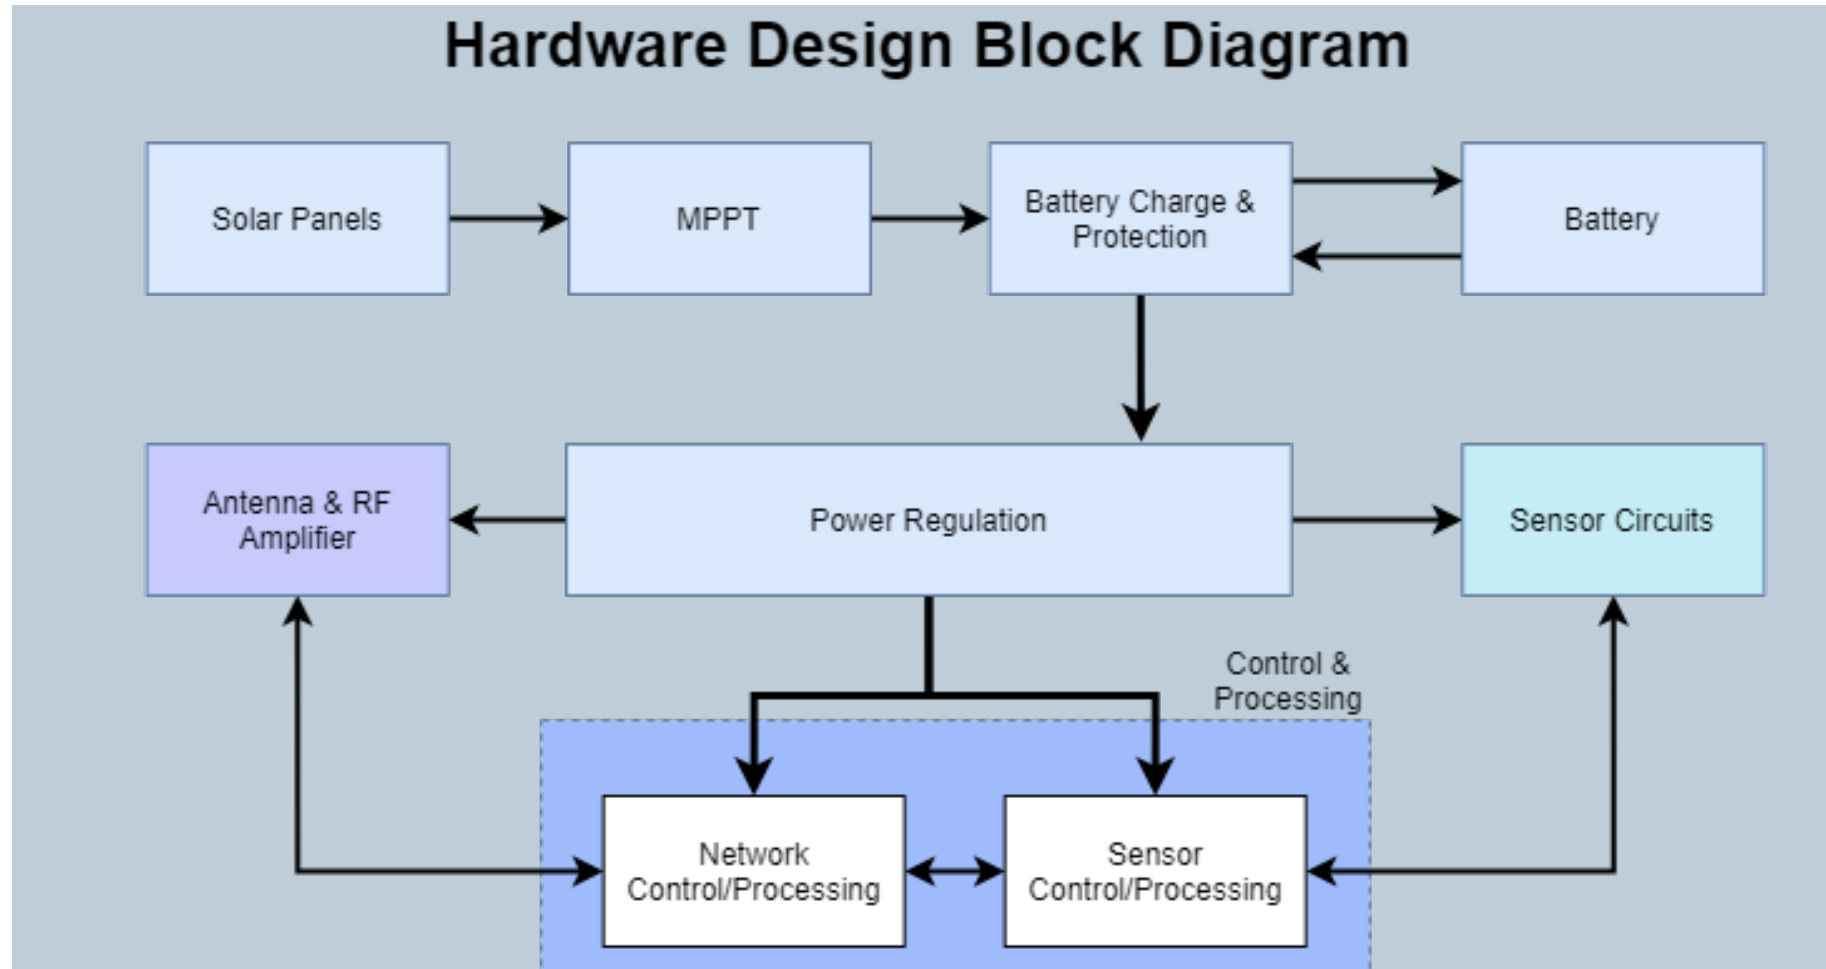 Hardware Design Block Diagram
Solar Panels
MPPT
Battery Charge &
Protection
Battery
Antenna & RF
Amplifier
Power Regulation
Sensor Circuits
Control &
Processing
Network
Control/Processing
Sensor
Control/Processing